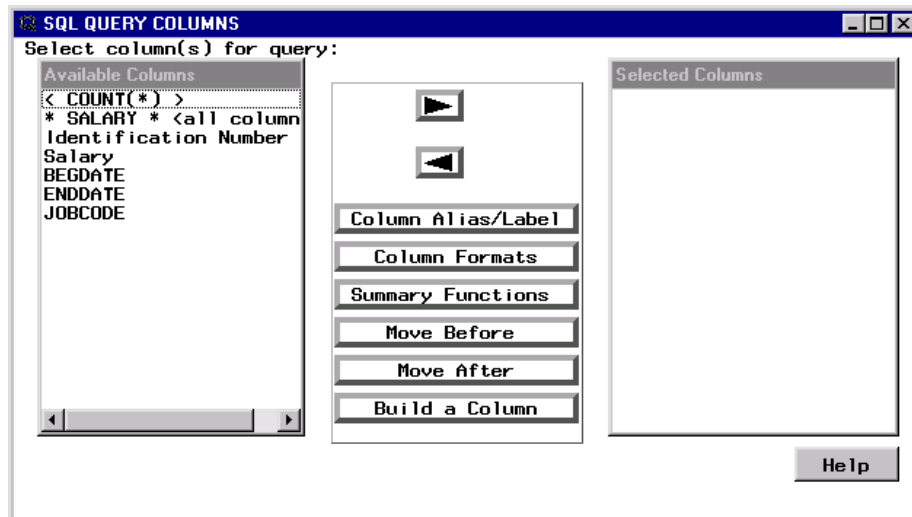 SQL QUERY COLUMNS
Select column(s) for query:
Available Columns
< COUNT(*) >
* SALARY * <all column
Identification Number
Salary
BEGDATE
ENDDATE
JOBCODE
Column Alias/Label
Column Formats
Summary Functions
Move Before
Move After
Build a Column
Selected Columns
Help